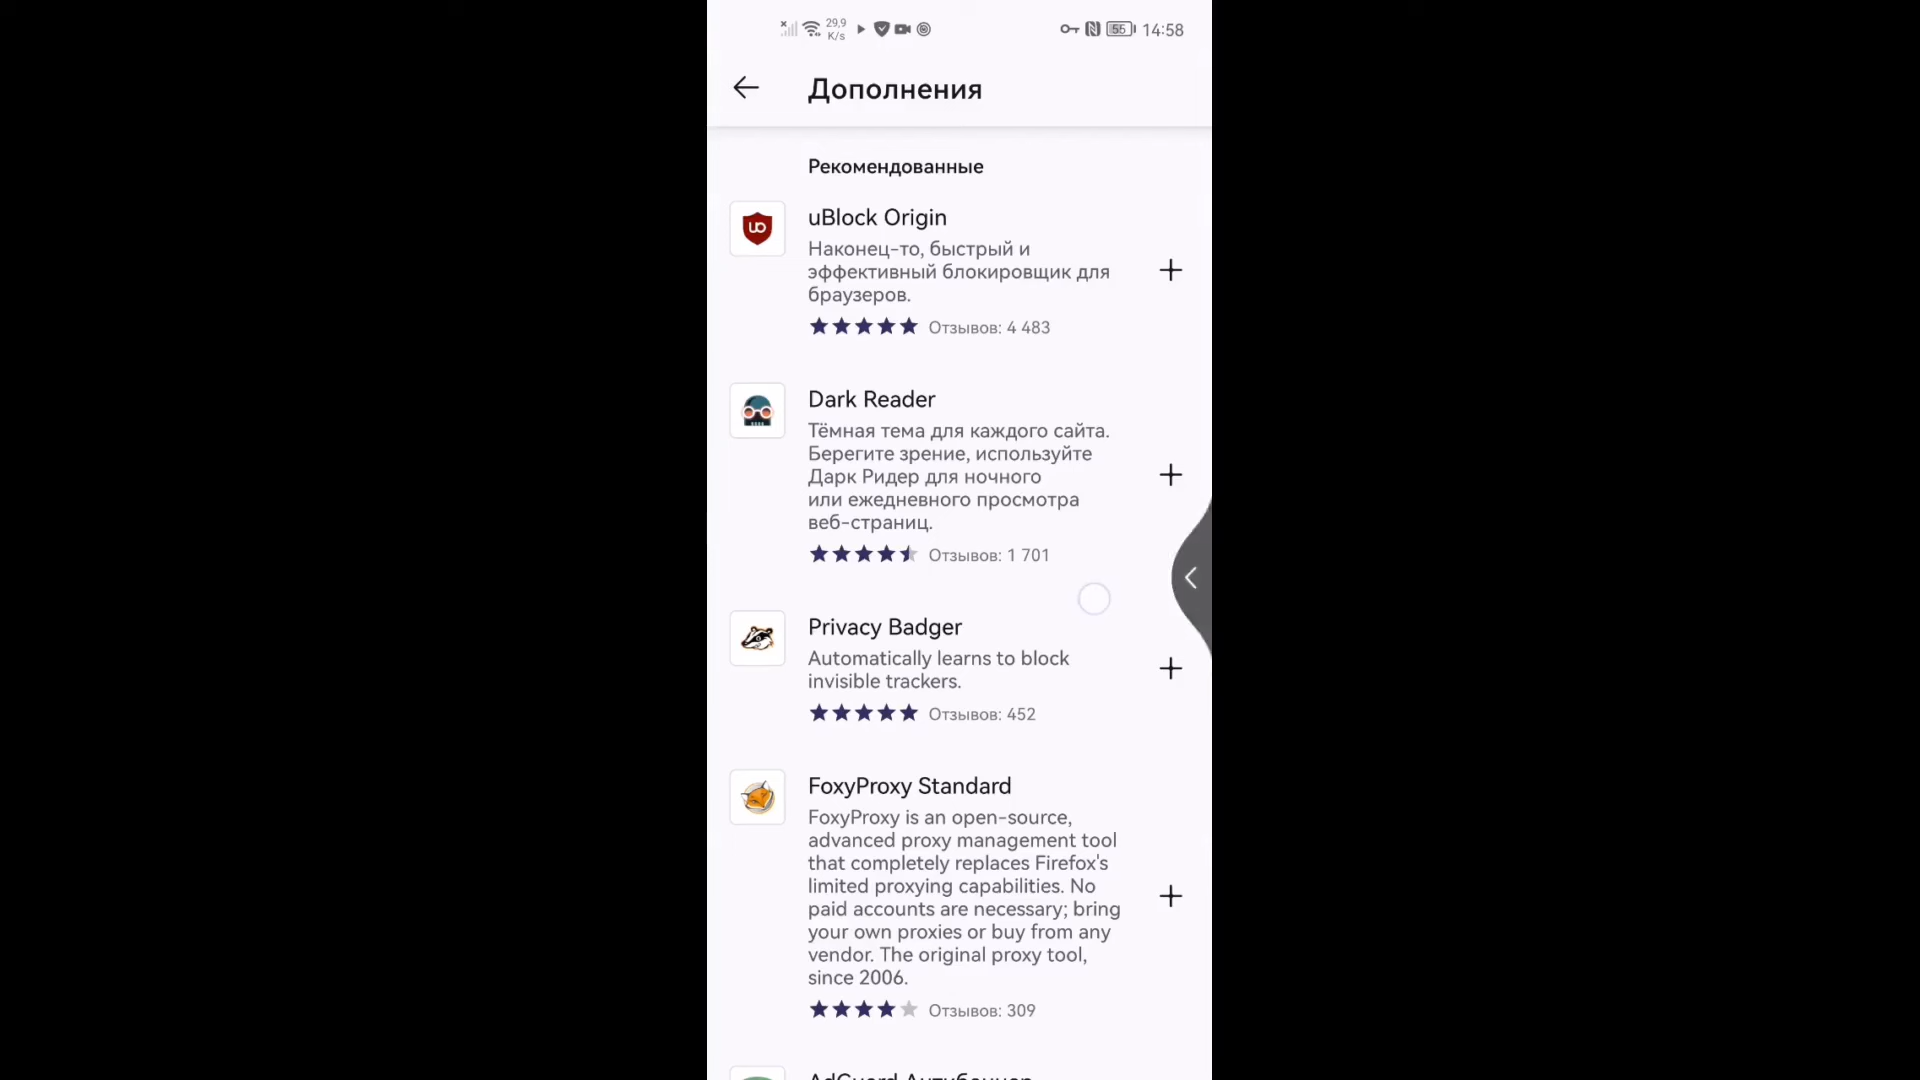 29,9
K/s
55
14:58
Дополнения
Рекомендованные
uBlock Origin
Наконец-то, быстрый и
эффективный блокировщик для
браузеров.
Отзывов: 4 483
Dark Reader
Тёмная тема для каждого сайта.
Берегите зрение, используйте
Дарк Ридер для ночного
или ежедневного просмотра
веб-страниц.
Отзывов: 1 701
Privacy Badger
Automatically learns to block
invisible trackers.
Отзывов: 452
FoxyProxy Standard
FoxyProxy is an open-source,
advanced proxy management tool
that completely replaces Firefox's
limited proxying capabilities. No
paid accounts are necessary; bring
your own proxies or buy from any
vendor. The original proxy tool,
since 2006.
Отзывов: 309
AdGuard Антибаннер